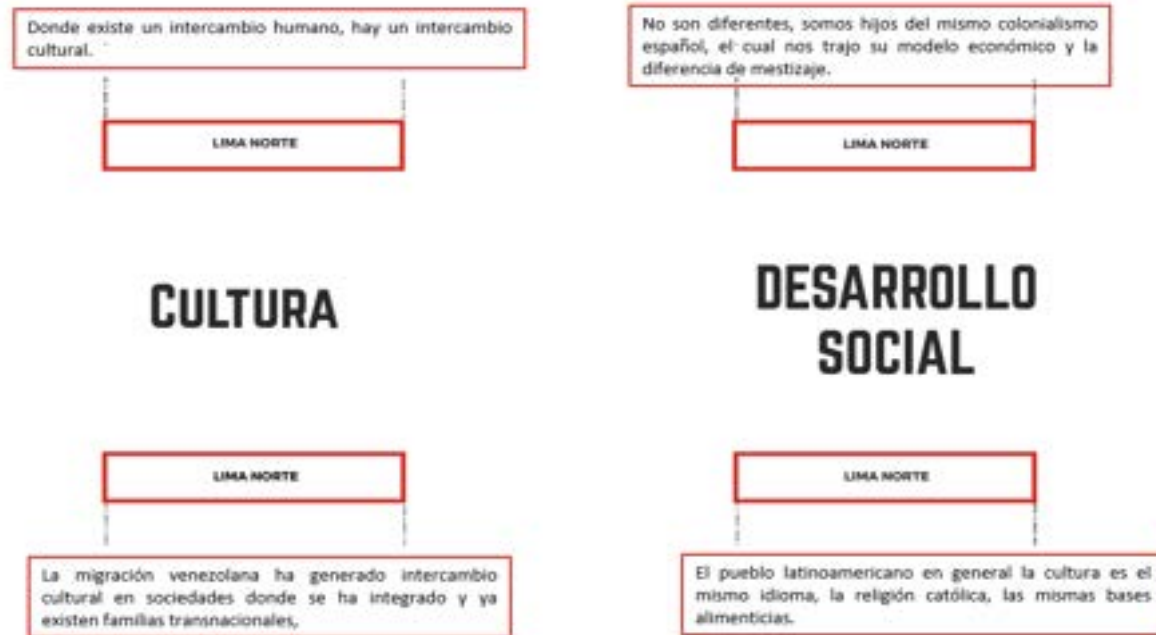 Donde existe un intercambio humano, hay un intercambio
cultural.
LIMA NORTE
CULTURA
LIMA NORTE
La migración venezolana ha generado intercambio
cultural en sociedades donde se ha integrado y ya
existen familias transnacionales,
No son diferentes, somos hijos del mismo colonialismo
español, el cual nos trajo su modelo económico y la
diferencia de mestizaje.
LIMA NORTE
DESARROLLO
SOCIAL
LIMA NORTE
El pueblo latinoamericano en general la cultura es el
mismo idioma, la religión católica, las mismas bases
alimenticias.